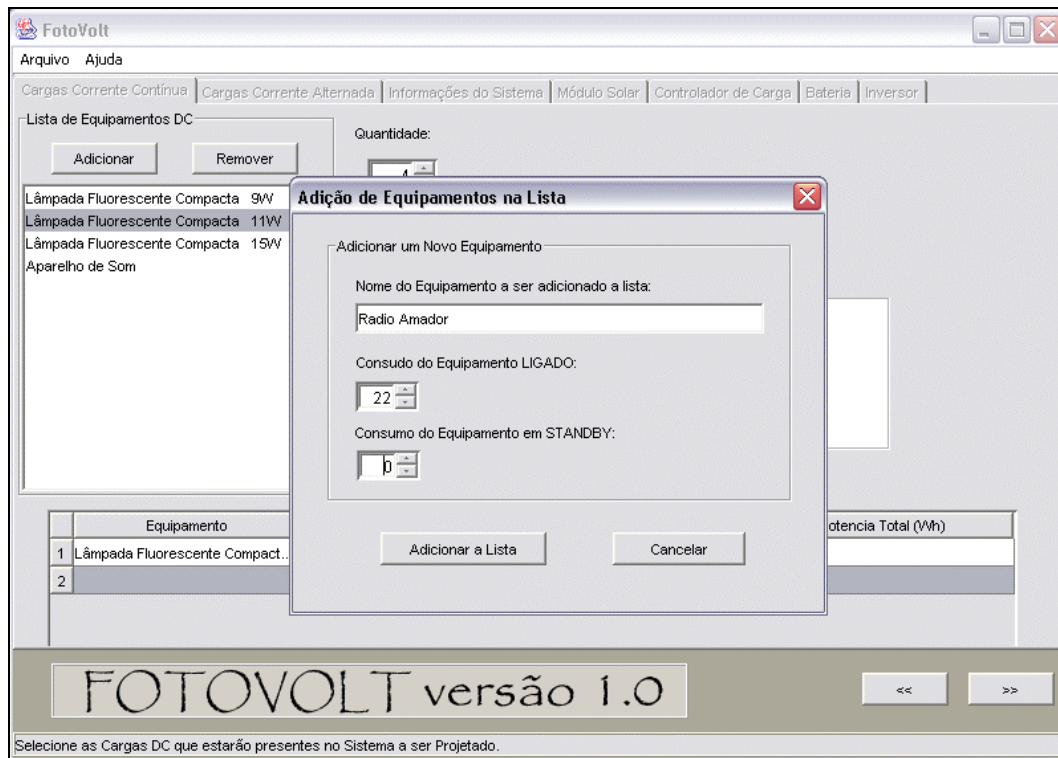 FotoVolt
Arquivo Ajuda
Cargas Corrente Contínua Cargas Corrente Alternada Informações do Sistema Módulo Solar Controlador de Carga Bateria Inversor
Lista de Equipamentos DC
Adicionar Remover
Quantidade:
4
Lâmpada Fluorescente Compacta 9W
Lâmpada Fluorescente Compacta 11W
Lâmpada Fluorescente Compacta 15W
Aparelho de Som
Adição de Equipamentos na Lista
Adicionar um Novo Equipamento
Nome do Equipamento a ser adicionado a lista:
Radio Amador
Consudo do Equipamento LIGADO:
22
Consumo do Equipamento em STANDBY:
0
Adicionar a Lista Cancelar
Equipamento otencia Total (Wh)
1 Lâmpada Fluorescente Compact...
2
FOTOVOLT versão 1.0
<< >>
Selecione as Cargas DC que estarão presentes no Sistema a ser Projetado.